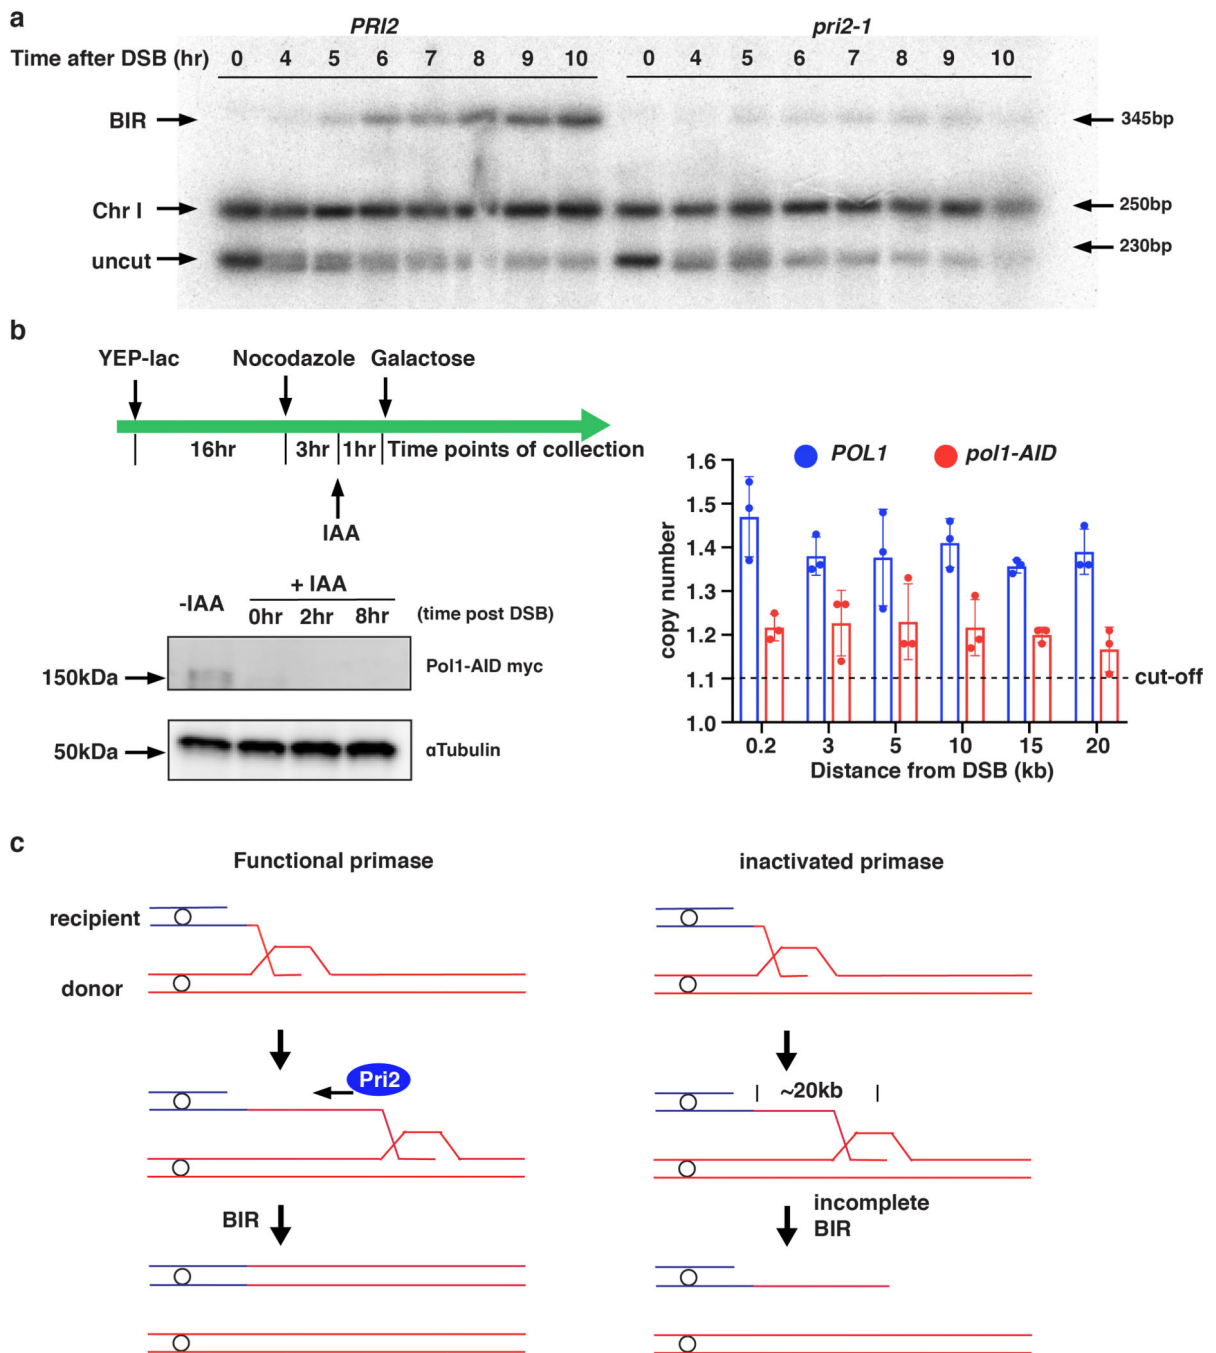 a
PRI2 pri2-1
Time after DSB (hr) 0 4 5 6 7 8 9 10 0 4 5 6 7 8 9 10
BIR 345bp
Chr I 250bp
230bp
uncut
b
YEP-lac Nocodazole Galactose
16hr 3hr 1hr Time points of collection
IAA
+ IAA
-IAA 0hr 2hr 8hr (time post DSB)
150kDa Pol1-AID myc
50kDa αTubulin
POL1 pol1-AID
copy number
1.6
1.5
1.4
1.3
1.2
1.1 cut-off
1.0
0.2 3 5 10 15 20
Distance from DSB (kb)
c
Functional primase inactivated primase
recipient
donor
Pri2 ~20kb
BIR incomplete
BIR